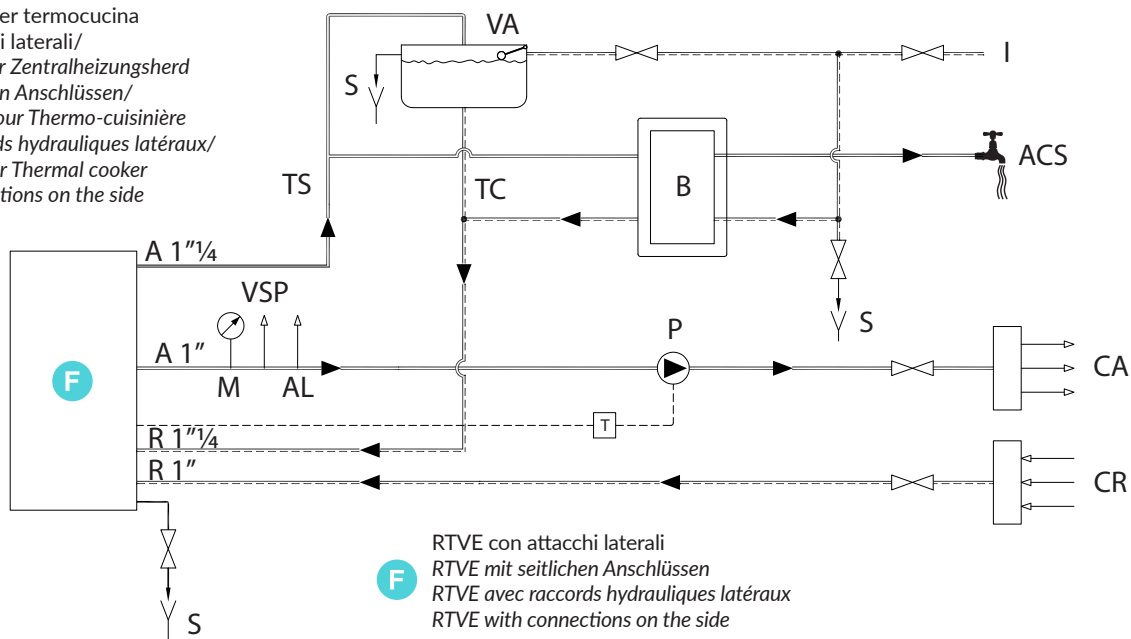 er termocucina
i laterali/
r Zentralheizungsherd
n Anschlüssen/
our Thermo-cuisinière
ds hydrauliques latéraux/
r Thermal cooker
tions on the side
VA
S
I
TS
TC
B
ACS
A 1”¼
VSP
S
P
A 1”
M
AL
CA
F
T
R 1”¼
R 1”
CR
S
F
RTVE con attacchi laterali
RTVE mit seitlichen Anschlüssen
RTVE avec raccords hydrauliques latéraux
RTVE with connections on the side